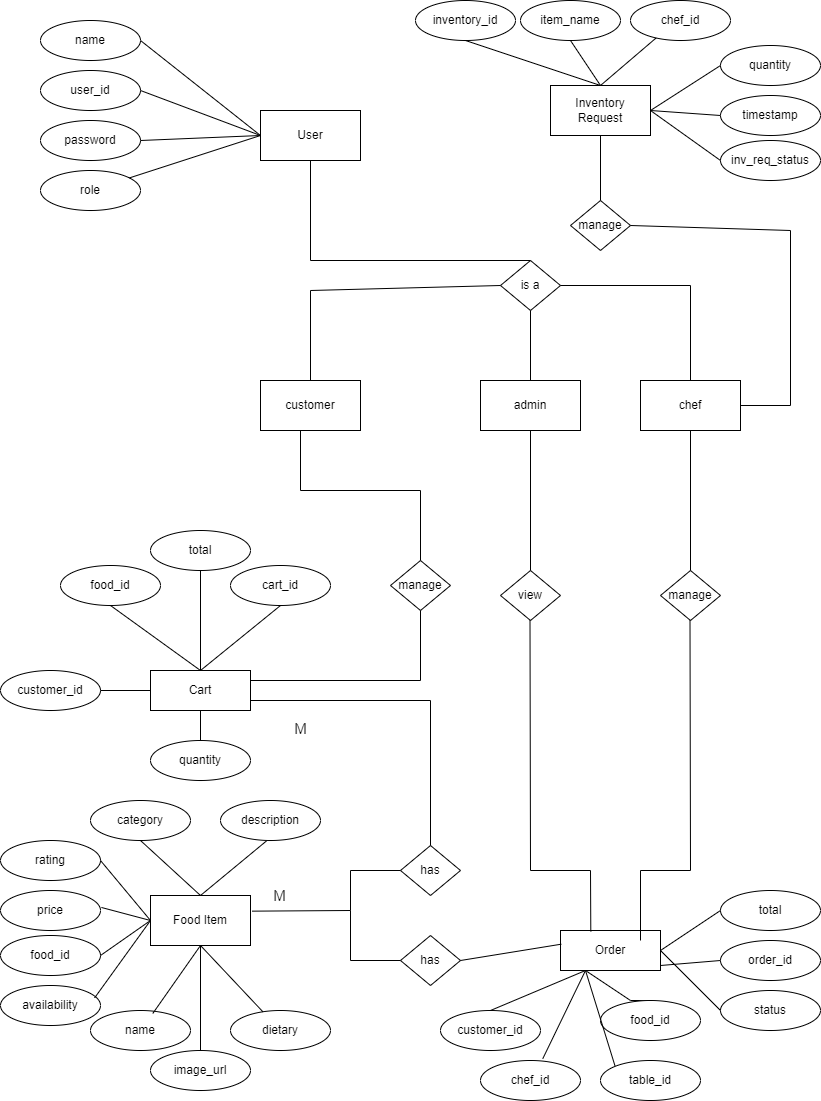 inventory_id
item_name
chef_id
name
quantity
user_id
Inventory
Request
timestamp
User
password
inv_req_status
role
manage
is a
customer
admin
chef
total
food_id
cart_id
manage
view
manage
customer_id
Cart
M
quantity
category
description
rating
has
M
price
Food Item
total
food_id
has
Order
order_id
availability
status
name
dietary
customer_id
food_id
image_url
chef_id
table_id